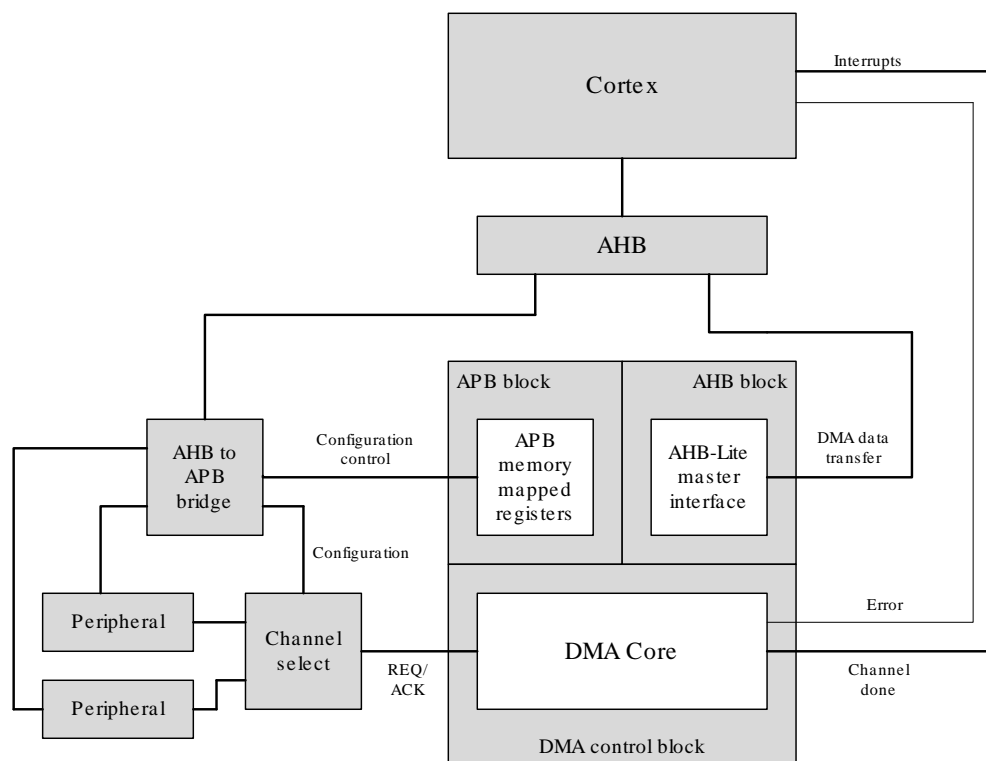 Interrupts
Cortex
AHB
APB block
AHB block
AHB to
APB
bridge
Configuration
control
APB
memory
mapped
registers
AHB-Lite
master
interface
DMA data
transfer
Configuration
Peripheral
Channel
select
Peripheral
REQ/
ACK
DMA Core
Error
Channel
done
DMA control block